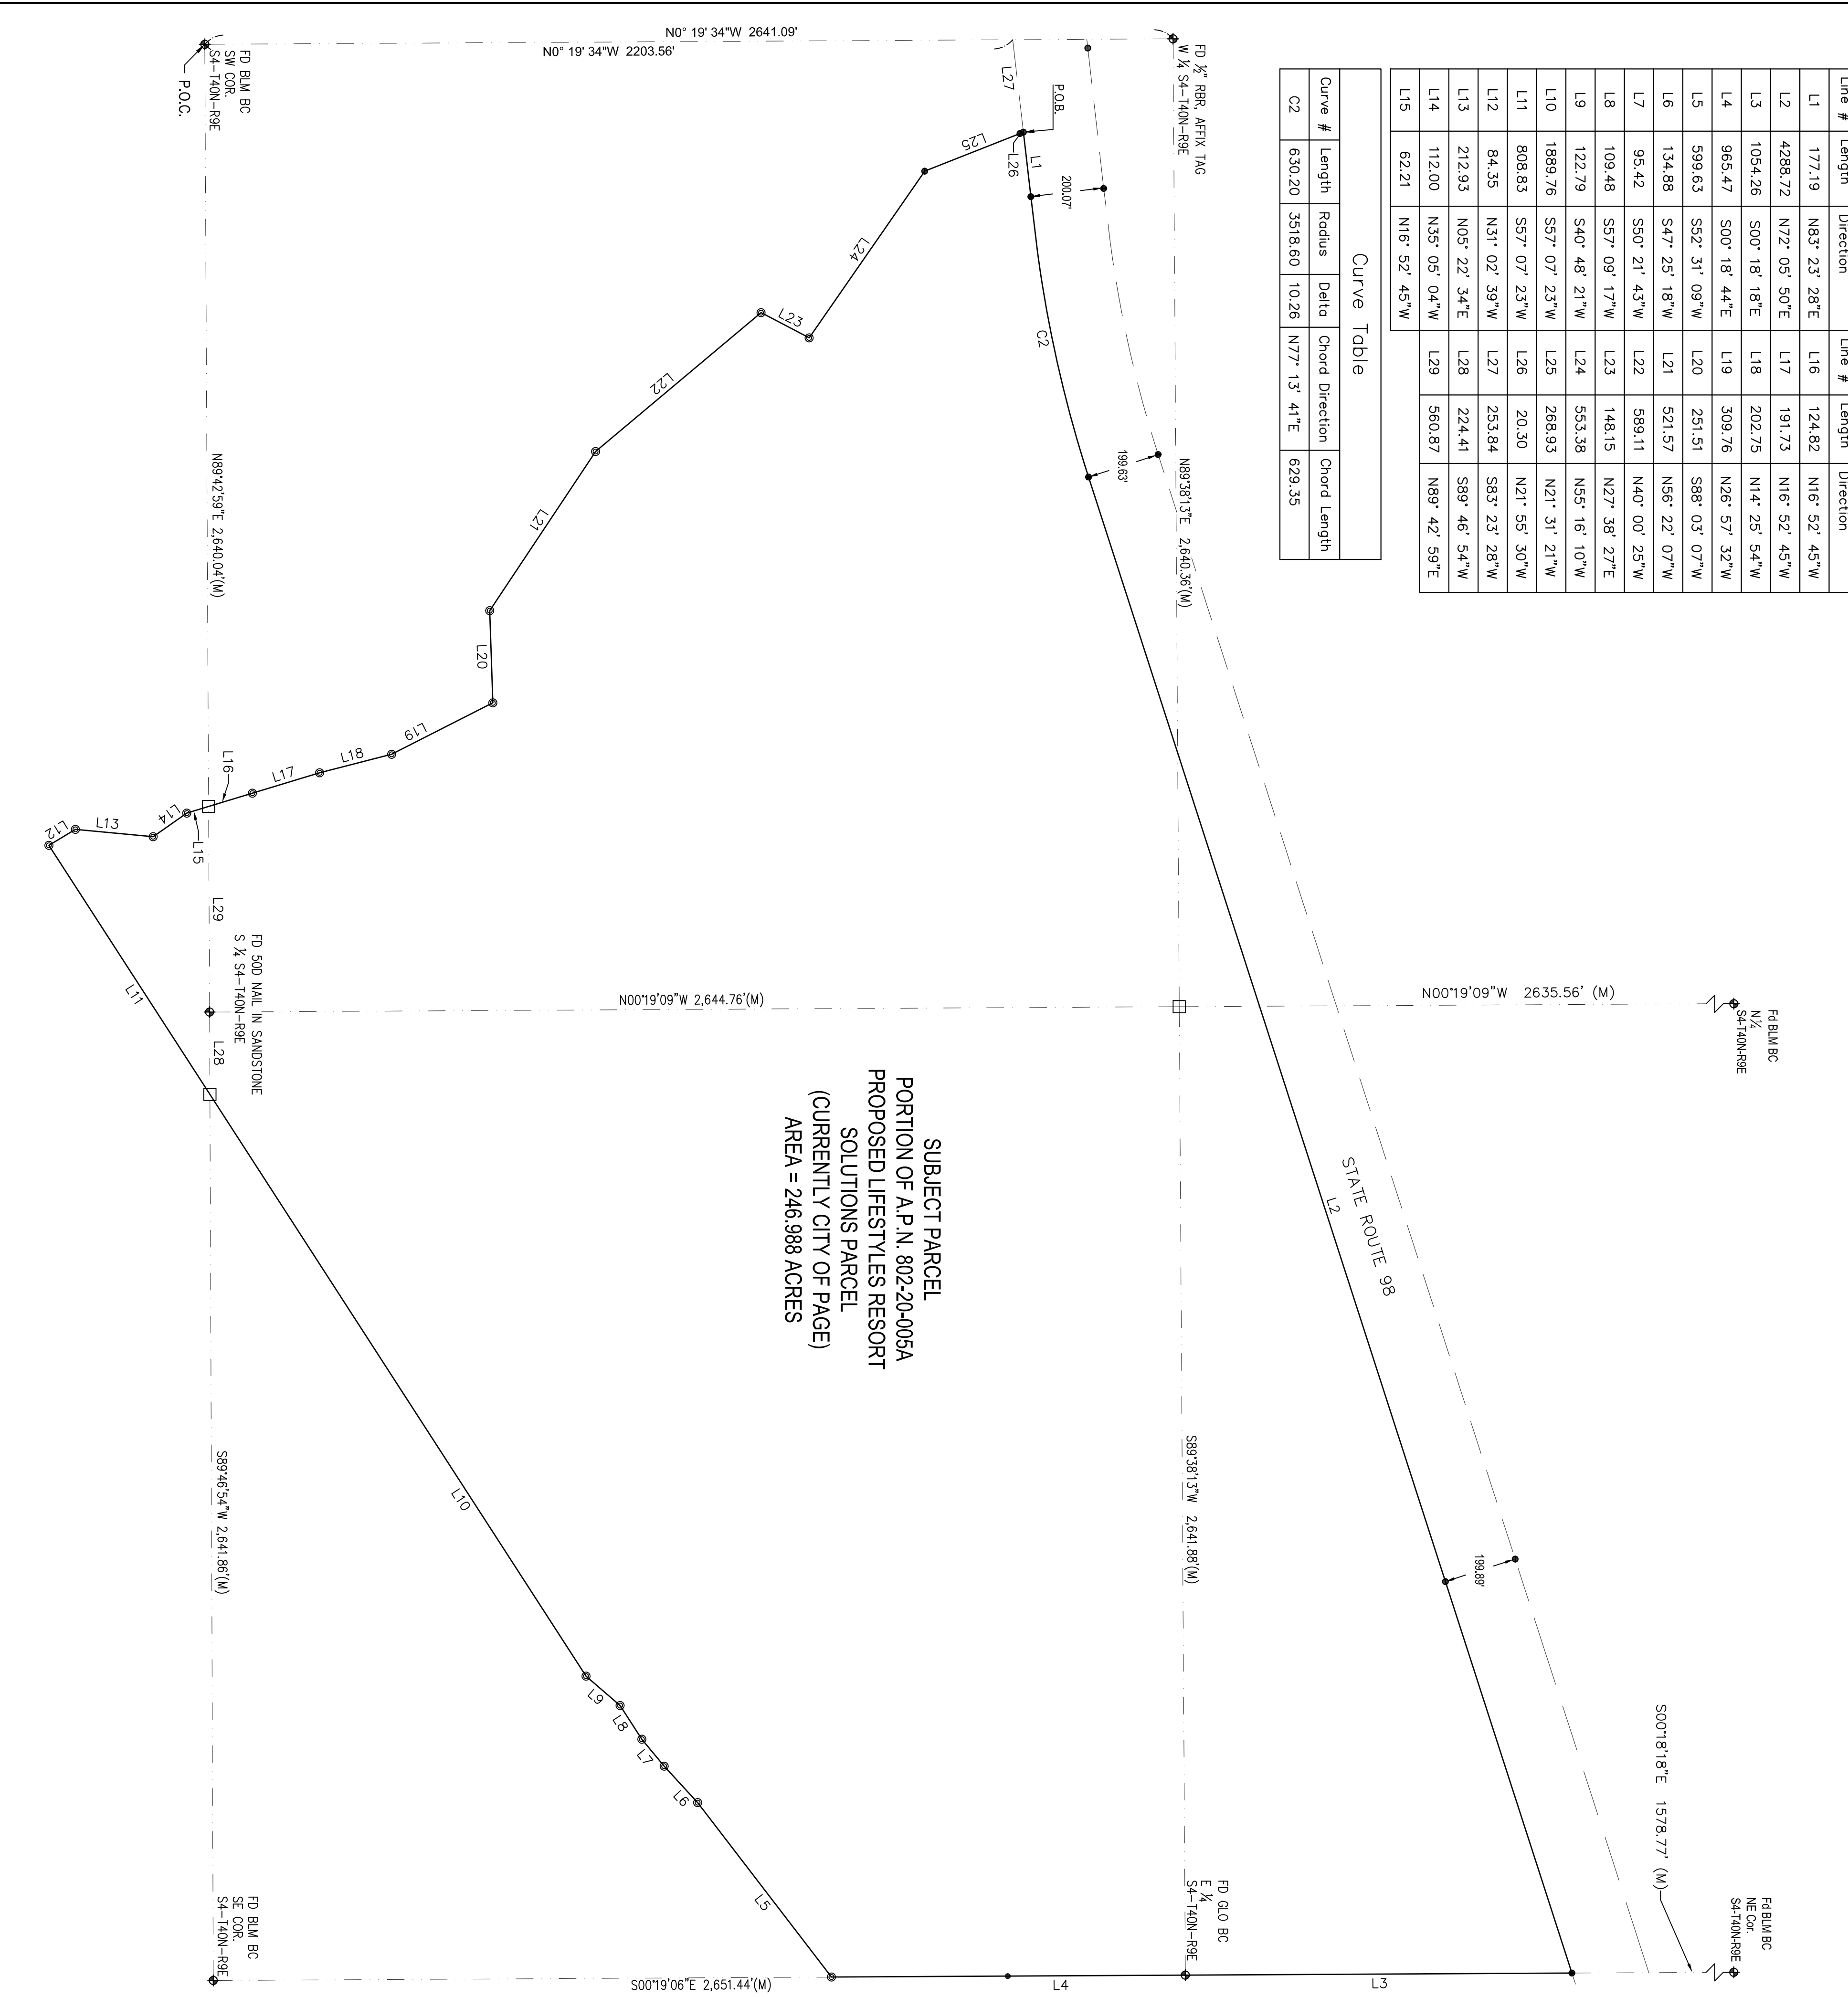 Line # Length Direction Line # Length Direction
L1 177.19 N83° 23' 28"E L16 124.82 N16° 52' 45"W
L2 4288.72 N72° 05' 50"E L17 191.73 N16° 52' 45"W
L3 1054.26 S00° 18' 18"E L18 202.75 N14° 25' 54"W
L4 965.47 S00° 18' 44"E L19 309.76 N26° 57' 32"W
L5 599.63 S52° 31' 09"W L20 251.51 S88° 03' 07"W
L6 134.88 S47° 25' 18"W L21 521.57 N56° 22' 07"W
L7 95.42 S50° 21' 43"W L22 589.11 N40° 00' 25"W
L8 109.48 S57° 09' 17"W L23 148.15 N27° 38' 27"E
L9 122.79 S40° 48' 21"W L24 553.38 N55° 16' 10"W
L10 1889.76 S57° 07' 23"W L25 268.93 N21° 31' 21"W
L11 808.83 S57° 07' 23"W L26 20.30 N21° 55' 30"W
L12 84.35 N31° 02' 39"W L27 253.84 S83° 23' 28"W
L13 212.93 N05° 22' 34"E L28 224.41 S89° 46' 54"W
L14 112.00 N35° 05' 04"W L29 560.87 N89° 42' 59"E
L15 62.21 N16° 52' 45"W
Curve Table
Curve # Length Radius Delta Chord Direction Chord Length
C2 630.20 3518.60 10.26 N77° 13' 41"E 629.35
Fd BLM BC
N ¼
S4-T40N-R9E
Fd BLM BC
NE Cor.
S4-T40N-R9E
N00°19'09"W 2635.56' (M)
S00°18'18"E 1578.77' (M)
STATE ROUTE 98
L2
199.89'
L3
FD ½" RBR, AFFIX TAG
W ¼ S4-T40N-R9E
N89°38'13"E 2,640.36'(M)
S89°38'13"W 2,641.88'(M)
FD GLO BC
E ¼
S4-T40N-R9E
199.63'
200.07'
P.O.B.
L1
C2
L27
L26
L25
L4
N0° 19' 34"W 2641.09'
N0° 19' 34"W 2203.56'
L24
L23
L22
L21
L20
L19
L18
L17
L16
L15
L14
L13
L12
N00°19'09"W 2,644.76'(M)
SUBJECT PARCEL
PORTION OF A.P.N. 802-20-005A
PROPOSED LIFESTYLES RESORT
SOLUTIONS PARCEL
(CURRENTLY CITY OF PAGE)
AREA = 246.988 ACRES
L5
L6
L7
L8
L9
L10
S00°19'06"E 2,651.44'(M)
FD BLM BC
SW COR.
S4-T40N-R9E
P.O.C.
N89°42'59"E 2,640.04'(M)
L29
FD 50D NAIL IN SANDSTONE
S ¼ S4-T40N-R9E
L28
S89°46'54"W 2,641.86'(M)
FD BLM BC
SE COR.
S4-T40N-R9E
L11